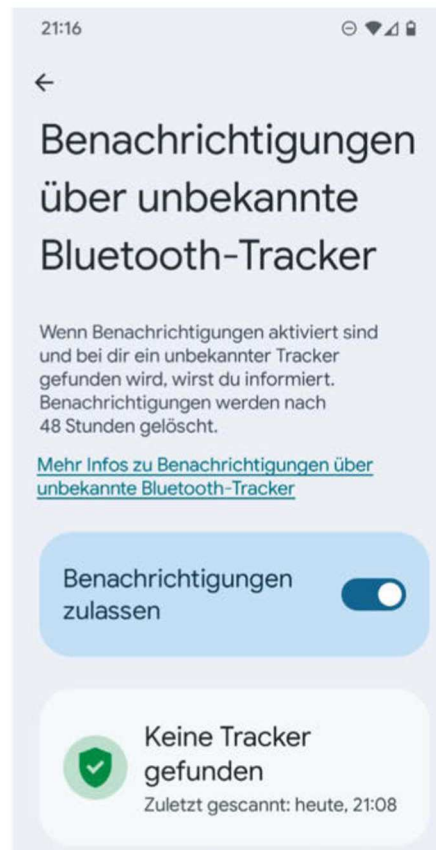 21:16
Benachrichtigungen
über unbekannte
Bluetooth-Tracker
Wenn Benachrichtigungen aktiviert sind
und bei dir ein unbekannter Tracker
gefunden wird, wirst du informiert.
Benachrichtigungen werden nach
48 Stunden gelöscht.
Mehr Infos zu Benachrichtigungen über
unbekannte Bluetooth-Tracker
Benachrichtigungen
zulassen
Keine Tracker
gefunden
Zuletzt gescannt: heute, 21:08